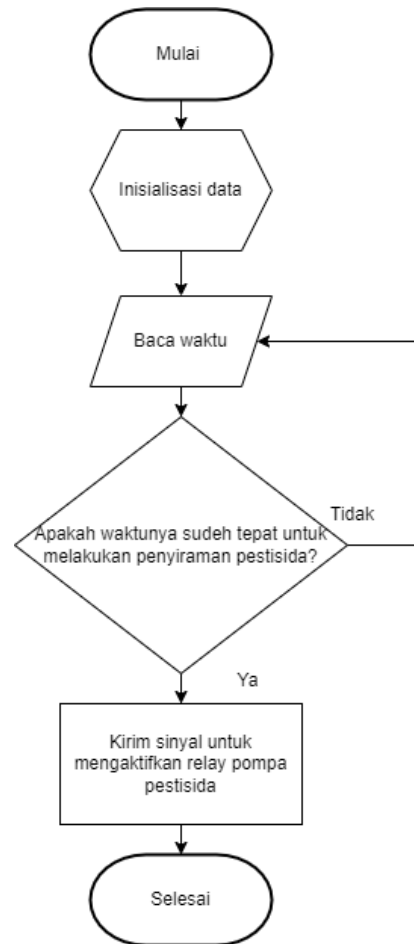 Mulai
Inisialisasi data
Baca waktu
Apakah waktunya sudeh tepat untuk
melakukan penyiraman pestisida?
Tidak
Ya
Kirim sinyal untuk
mengaktifkan relay pompa
pestisida
Selesai